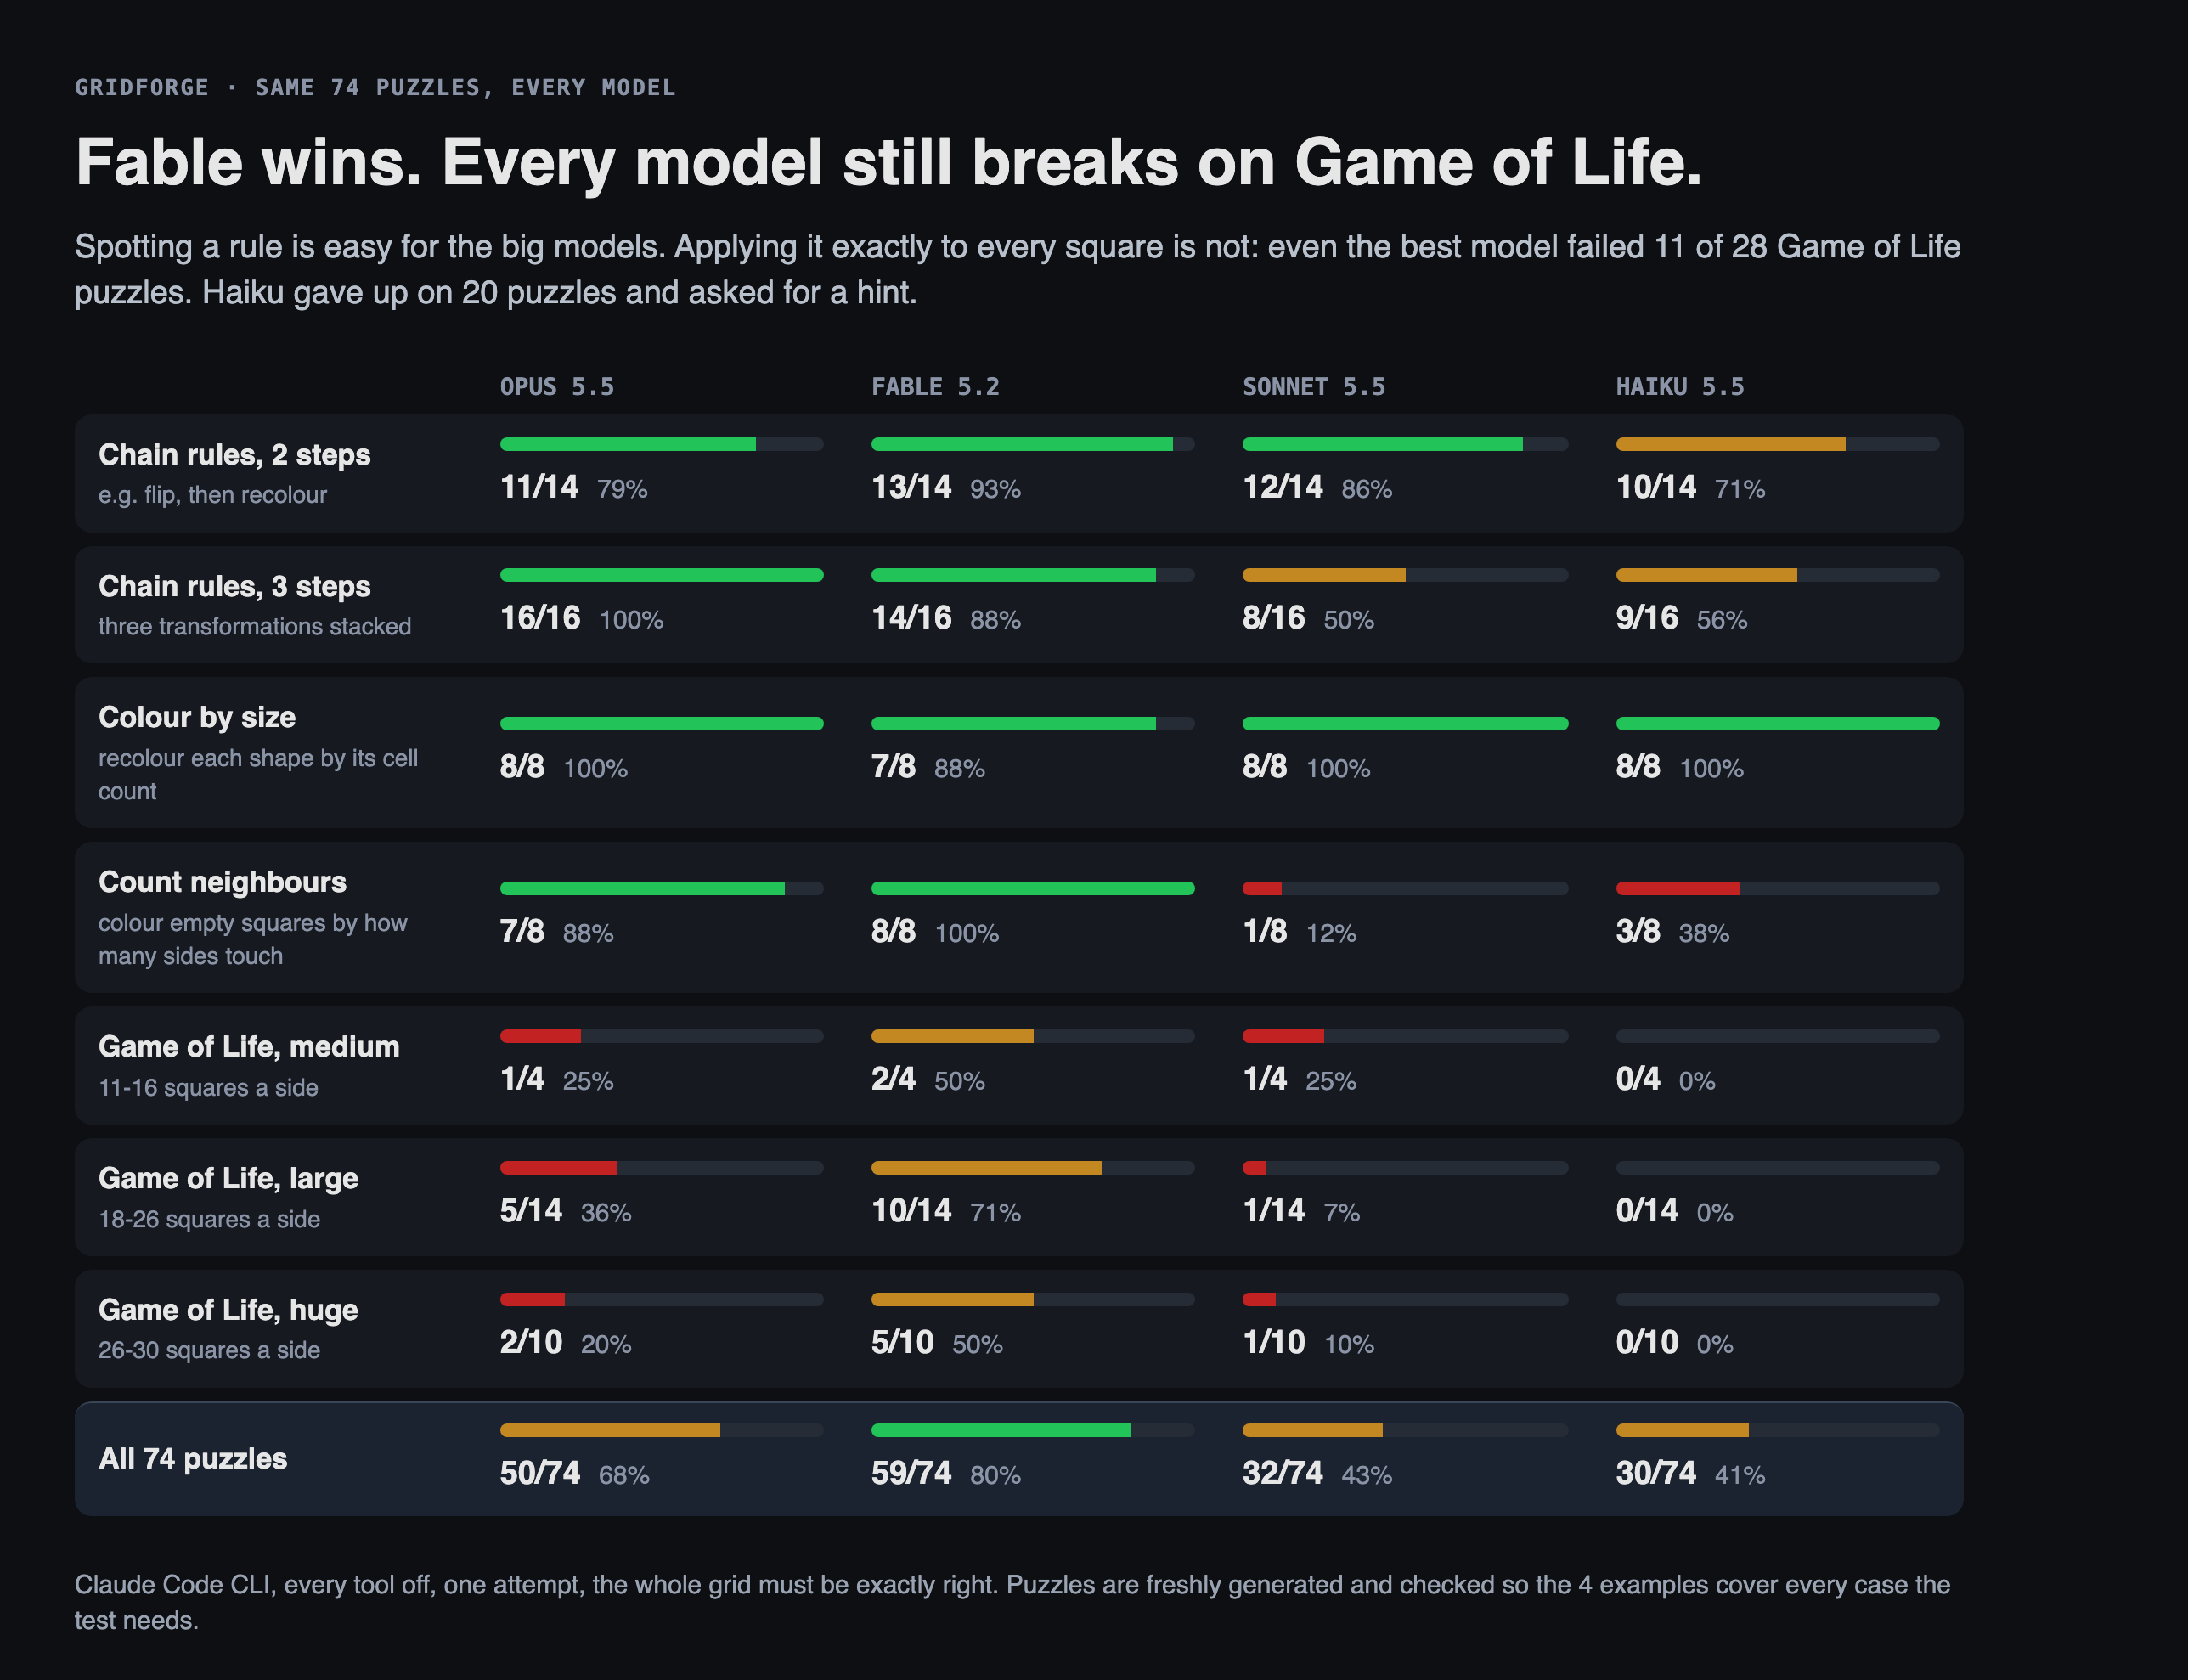 GRIDFORGE · SAME 74 PUZZLES, EVERY MODEL
Fable wins. Every model still breaks on Game of Life.
Spotting a rule is easy for the big models. Applying it exactly to every square is not: even the best model failed 11 of 28 Game of Life
puzzles. Haiku gave up on 20 puzzles and asked for a hint.
OPUS 5.5 FABLE 5.2 SONNET 5.5 HAIKU 5.5
Chain rules, 2 steps
e.g. flip, then recolour
11/14 79% 13/14 93% 12/14 86% 10/14 71%
Chain rules, 3 steps
three transformations stacked
16/16 100% 14/16 88% 8/16 50% 9/16 56%
Colour by size
recolour each shape by its cell
count
8/8 100% 7/8 88% 8/8 100% 8/8 100%
Count neighbours
colour empty squares by how
many sides touch
7/8 88% 8/8 100% 1/8 12% 3/8 38%
Game of Life, medium
11-16 squares a side
1/4 25% 2/4 50% 1/4 25% 0/4 0%
Game of Life, large
18-26 squares a side
5/14 36% 10/14 71% 1/14 7% 0/14 0%
Game of Life, huge
26-30 squares a side
2/10 20% 5/10 50% 1/10 10% 0/10 0%
All 74 puzzles
50/74 68% 59/74 80% 32/74 43% 30/74 41%
Claude Code CLI, every tool off, one attempt, the whole grid must be exactly right. Puzzles are freshly generated and checked so the 4 examples cover every case the
test needs.